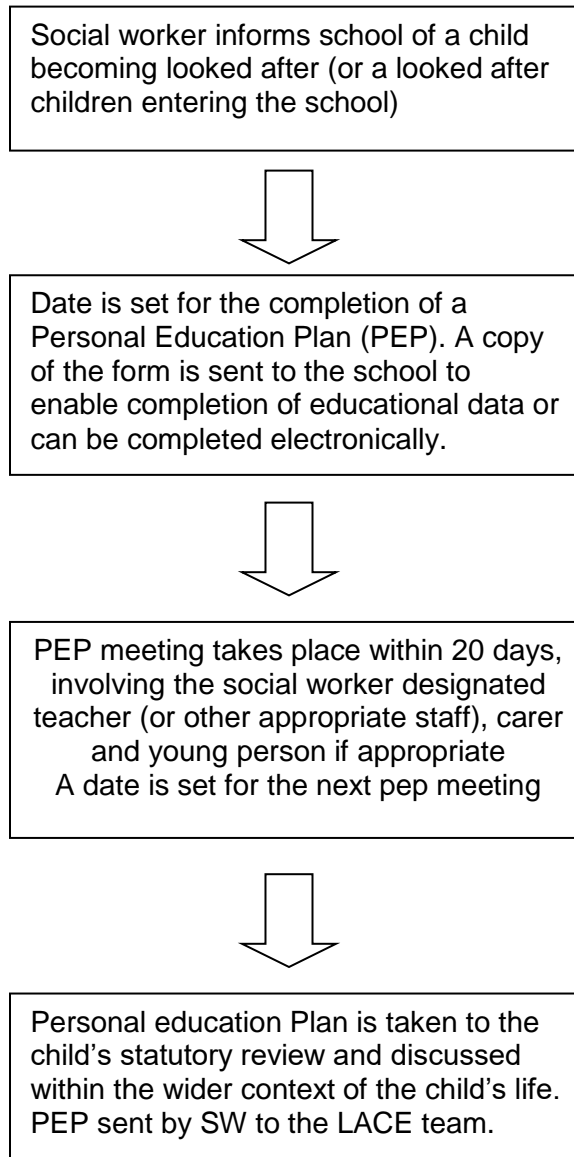 Social worker informs school of a child
becoming looked after (or a looked after
children entering the school)
Date is set for the completion of a
Personal Education Plan (PEP). A copy
of the form is sent to the school to
enable completion of educational data or
can be completed electronically.
PEP meeting takes place within 20 days,
involving the social worker designated
teacher (or other appropriate staff), carer
and young person if appropriate
A date is set for the next pep meeting
Personal education Plan is taken to the
child’s statutory review and discussed
within the wider context of the child’s life.
PEP sent by SW to the LACE team.